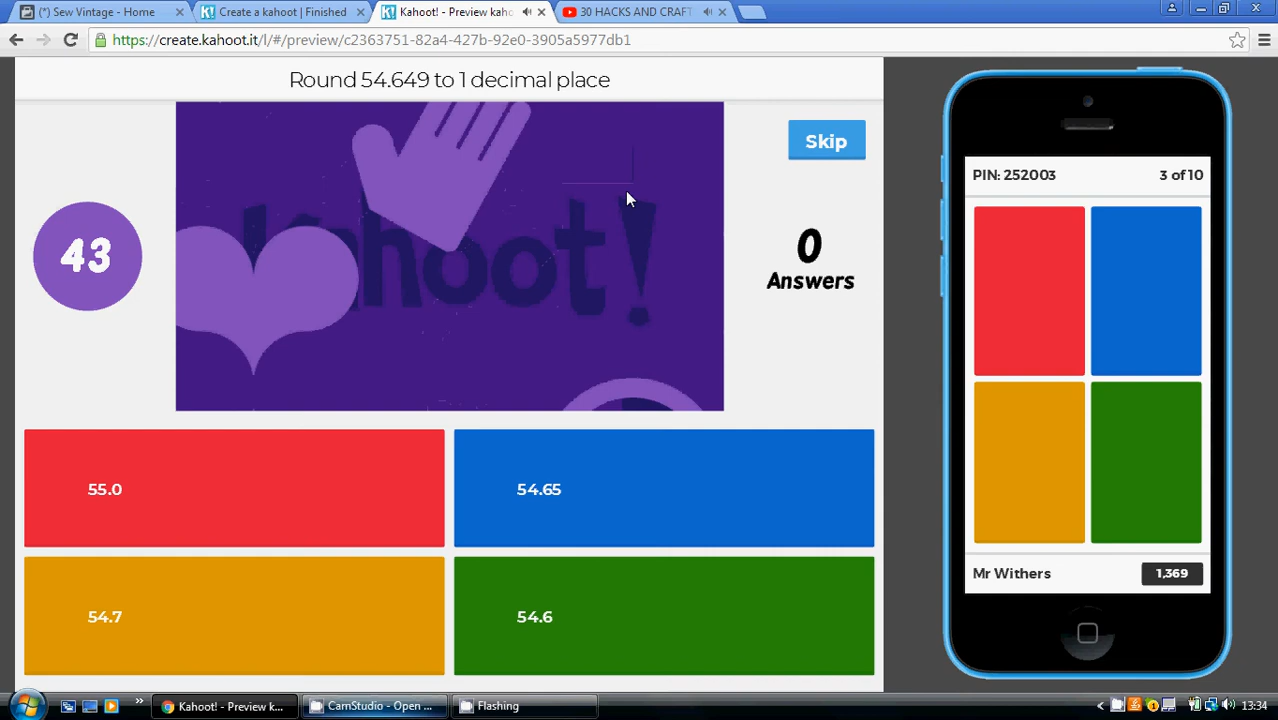 (*) Sew Vintage - Home
Create a kahoot | Finished
Kahoot! - Preview kaho
30 HACKS AND CRAFT
https://create.kahoot.it/l/#/preview/c2363751-82a4-427b-92e0-3905a5977db1
Round 54.649 to 1 decimal place
Skip
PIN: 252003
3 of 10
43
Kahoot!
0
Answers
55.0
54.65
54.7
54.6
Mr Withers
1,369
Kahoot! - Preview k...
CamStudio - Open ...
Flashing
13:34